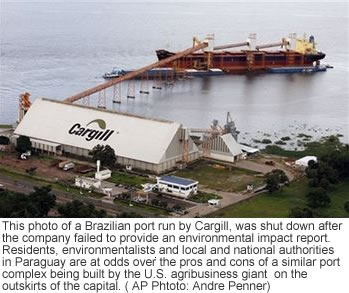 Cargill
This photo of a Brazilian port run by Cargill, was shut down after
the company failed to provide an environmental impact report.
Residents, environmentalists and local and national authorities
in Paraguay are at odds over the pros and cons of a similar port
complex being built by the U.S. agribusiness giant  on the
outskirts of the capital. ( AP Phtoto: Andre Penner)